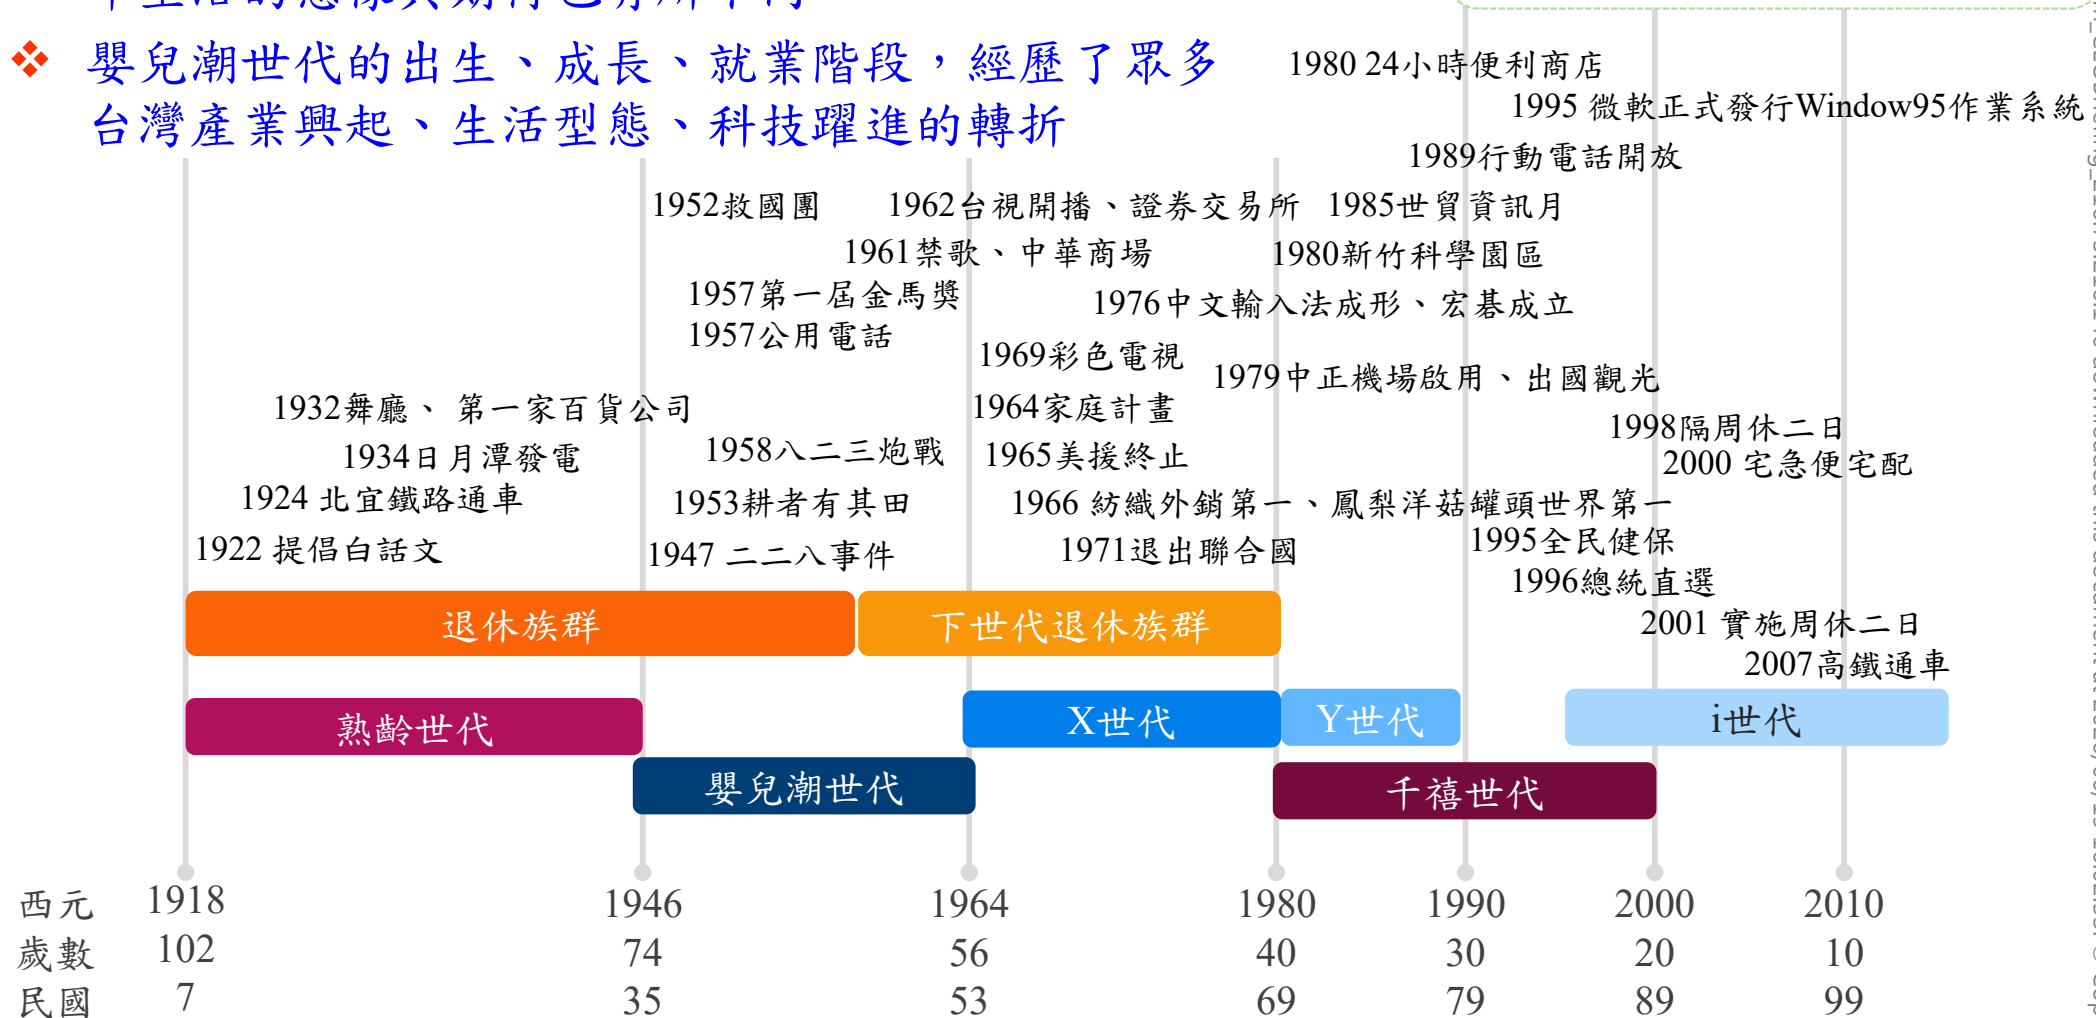 嬰兒潮世代的出生、成長、就業階段，經歷了眾多
台灣產業興起、生活型態、科技躍進的轉折
1980 24小時便利商店
1995 微軟正式發行Window95作業系統
1989行動電話開放
1952救國團
1962台視開播、證券交易所
1985世貿資訊月
1961禁歌、中華商場
1980新竹科學園區
1957第一屆金馬獎
1976中文輸入法成形、宏碁成立
1957公用電話
1969彩色電視
1979中正機場啟用、出國觀光
1932舞廳、 第一家百貨公司
1964家庭計畫
1998隔周休二日
1934日月潭發電
1958八二三炮戰
1965美援終止
2000 宅急便宅配
1924 北宜鐵路通車
1953耕者有其田
1966 紡織外銷第一、鳳梨洋菇罐頭世界第一
1922 提倡白話文
1947 二二八事件
1971退出聯合國
1995全民健保
1996總統直選
退休族群
下世代退休族群
2001 實施周休二日
2007高鐵通車
熟齡世代
X世代
Y世代
i世代
嬰兒潮世代
千禧世代
西元 1918 1946 1964 1980 1990 2000 2010
歲數 102 74 56 40 30 20 10
民國 7 35 53 69 79 89 99